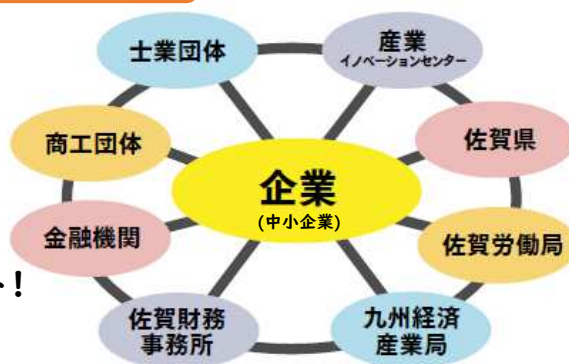 士業団体
産業
イノベーションセンター
商工団体
佐賀県
企業
(中小企業)
金融機関
佐賀労働局
!
佐賀財務
事務所
九州経済
産業局